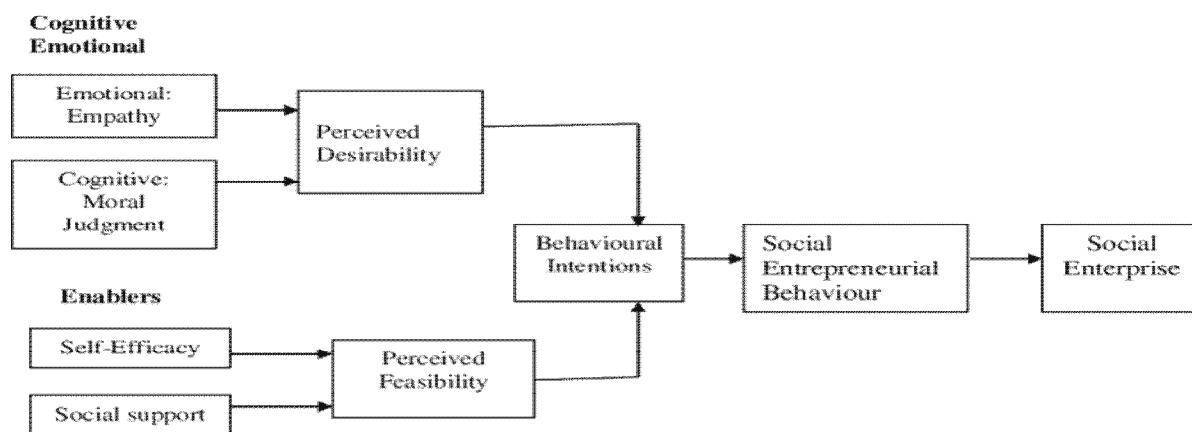 Cognitive
Emotional
Emotional:
Empathy
Cognitive:
Moral
Judgment
Perceived
Desirability
Behavioural
Intentions
Social
Entrepreneurial
Behaviour
Social
Enterprise
Enablers
Self-Efficacy
Social support
Perceived
Feasibility